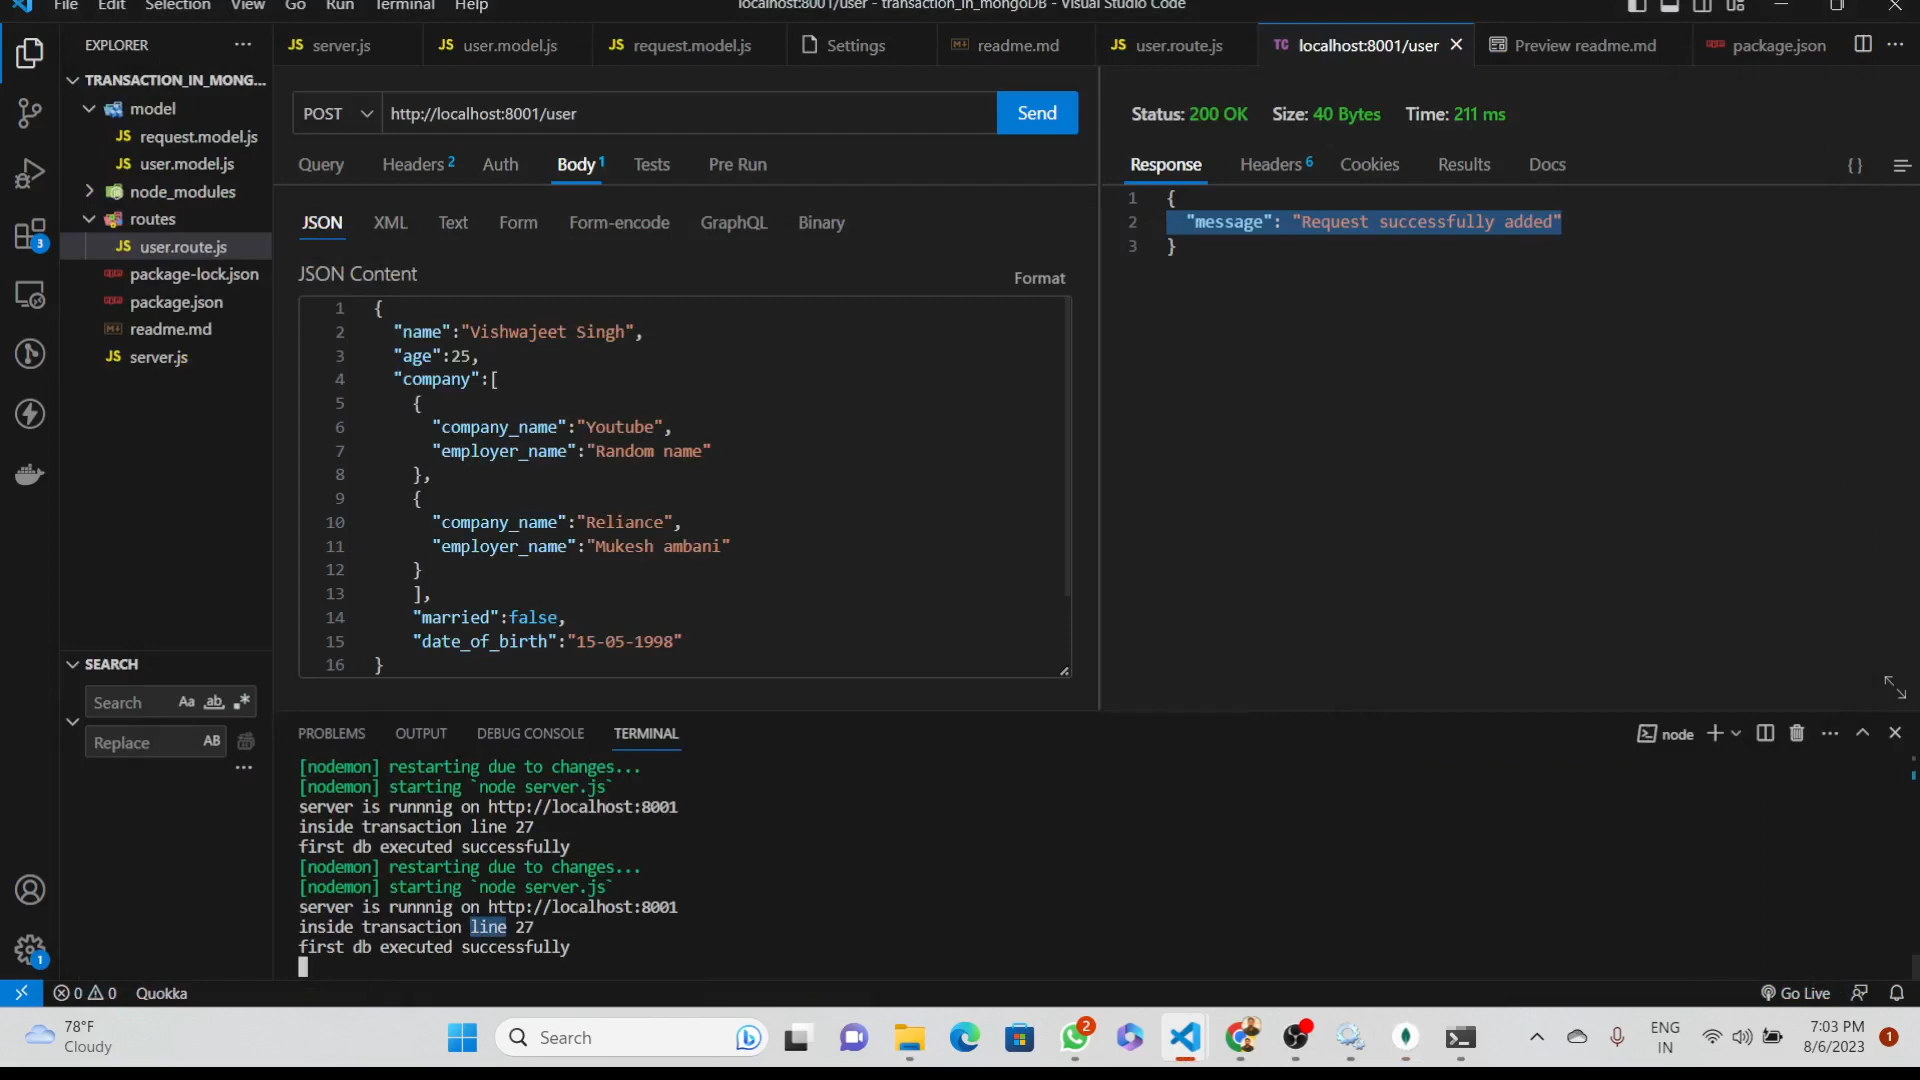 File Edit Selection View Go Run Terminal Help localhost:8001/user - transaction_in_mongoDB - Visual Studio Code
EXPLORER
TRANSACTION_IN_MONG...
model
request.model.js
user.model.js
node_modules
routes
user.route.js
package-lock.json
package.json
readme.md
server.js
3
SEARCH
Search Aa ab
Replace AB
1
server.js user.model.js request.model.js Settings readme.md user.route.js TC localhost:8001/user Preview readme.md package.json
POST http://localhost:8001/user Send
Query Headers 2 Auth Body 1 Tests Pre Run
JSON XML Text Form Form-encode GraphQL Binary
JSON Content Format
1 {
2 "name":"Vishwajeet Singh",
3 "age":25,
4 "company":[
5 {
6 "company_name":"Youtube",
7 "employer_name":"Random name"
8 },
9 {
10 "company_name":"Reliance",
11 "employer_name":"Mukesh ambani"
12 }
13 ],
14 "married":false,
15 "date_of_birth":"15-05-1998"
16 }
Status: 200 OK Size: 40 Bytes Time: 211 ms
Response Headers 6 Cookies Results Docs { }
1 {
2 "message": "Request successfully added"
3 }
PROBLEMS OUTPUT DEBUG CONSOLE TERMINAL node
[nodemon] restarting due to changes...
[nodemon] starting `node server.js`
server is runnnig on http://localhost:8001
inside transaction line 27
first db executed successfully
[nodemon] restarting due to changes...
[nodemon] starting `node server.js`
server is runnnig on http://localhost:8001
inside transaction line 27
first db executed successfully
0 0 Quokka Go Live
78°F
Cloudy
Search
2
ENG
IN
7:03 PM
8/6/2023
1